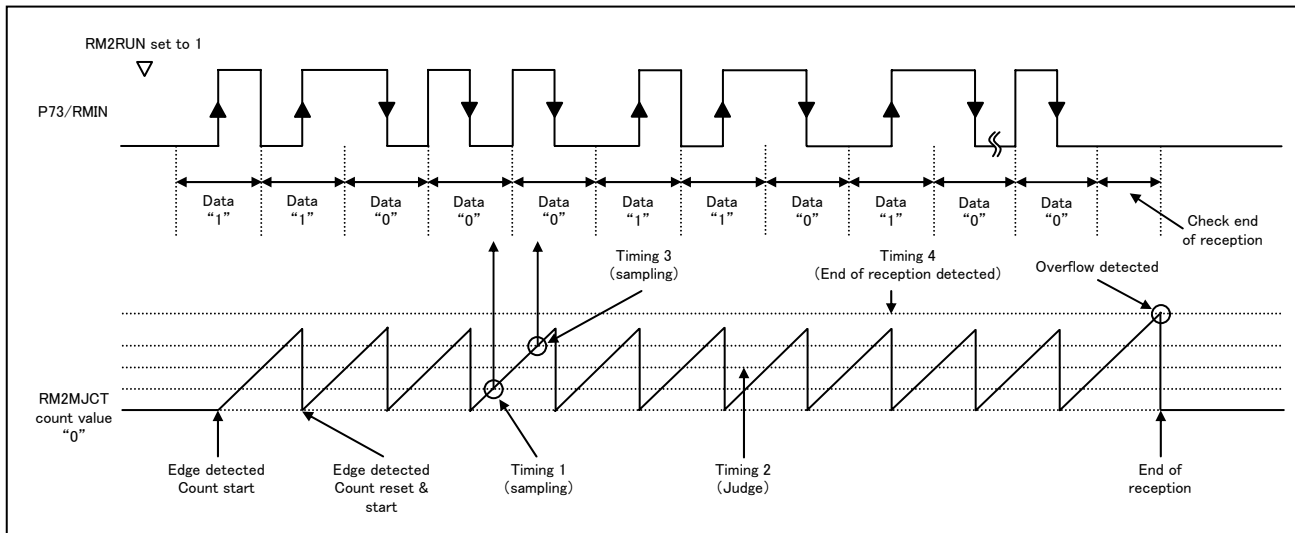 RM2RUN set to 1
P73/RMIN
Data
Data
Data
Data
Data
Data
Data
Data
Data
Data
Data
“1”
“1”
“0”
“0”
“0”
“1”
“1”
“0”
“1”
“0”
“0”
Check end
of reception
Timing 3
(sampling)
Timing 4
(End of reception detected)
Overflow detected
RM2MJCT
count value
“0”
Edge detected
Count start
Edge detected
Count reset &
start
Timing 1
(sampling)
Timing 2
(Judge)
End of
reception